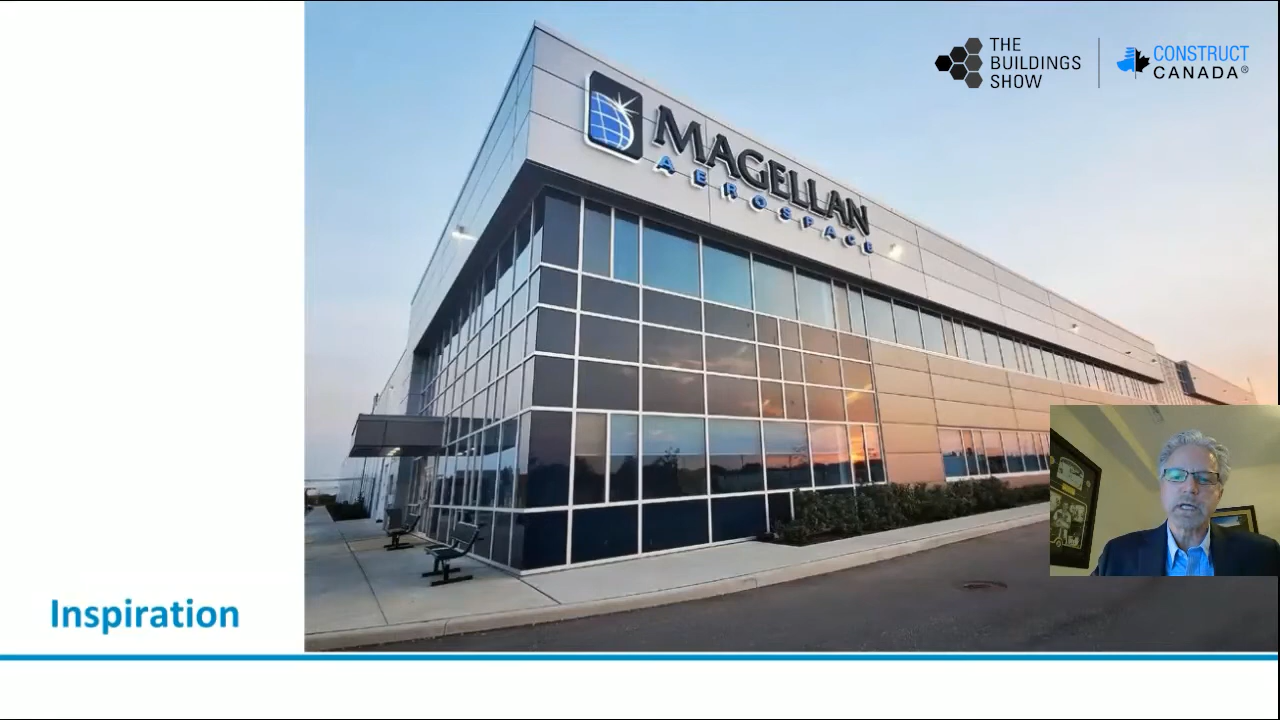 THE
BUILDINGS
SHOW
CONSTRUCT
CANADA®
MAGELLAN
AEROSPACE
Inspiration